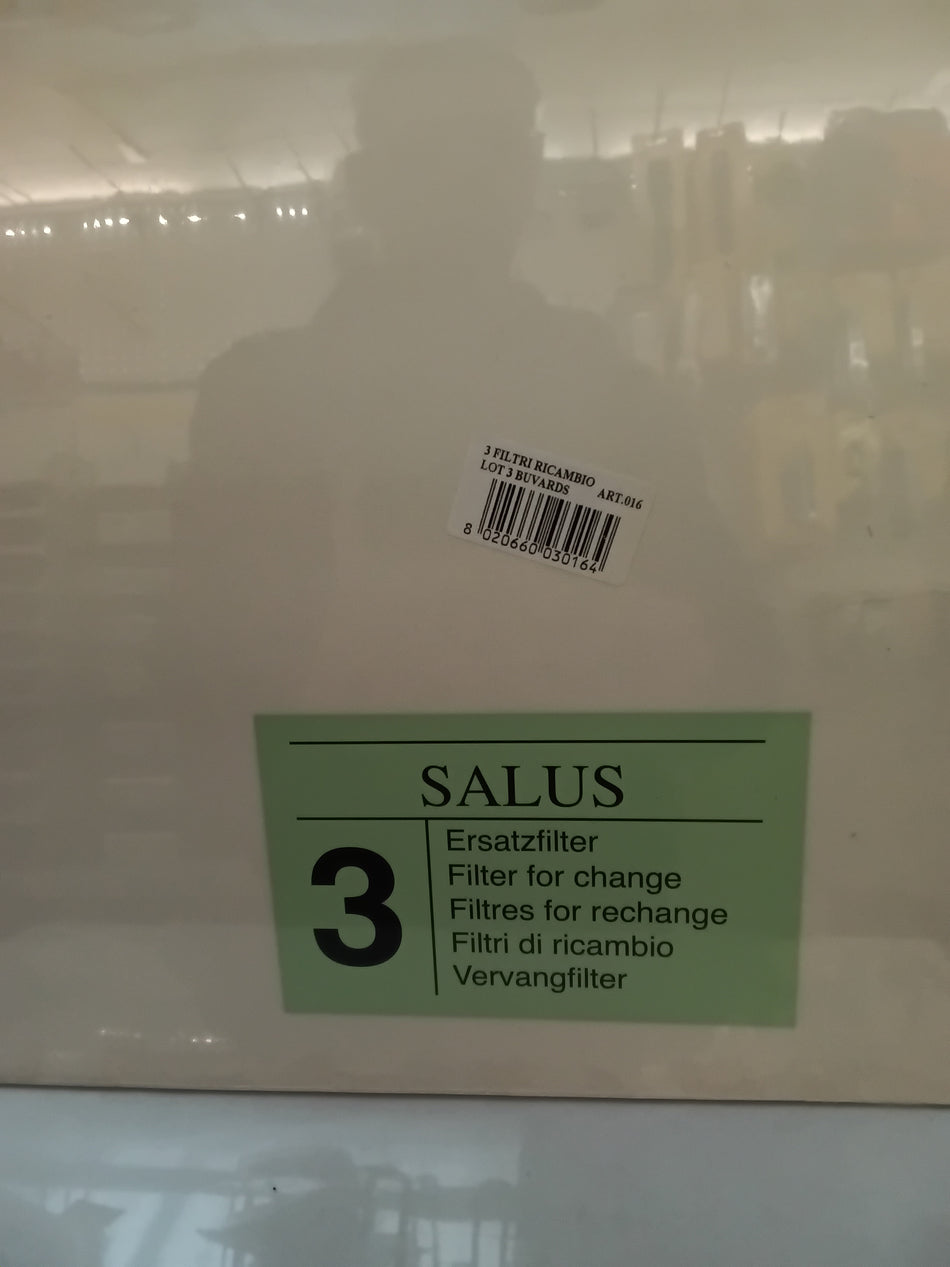 3 FILTRI RICAMBIO
LOT 3 BUVARDS ART.016
8 020660 030164
SALUS
3
Ersatzfilter
Filter for change
Filtres for rechange
Filtri di ricambio
Vervangfilter